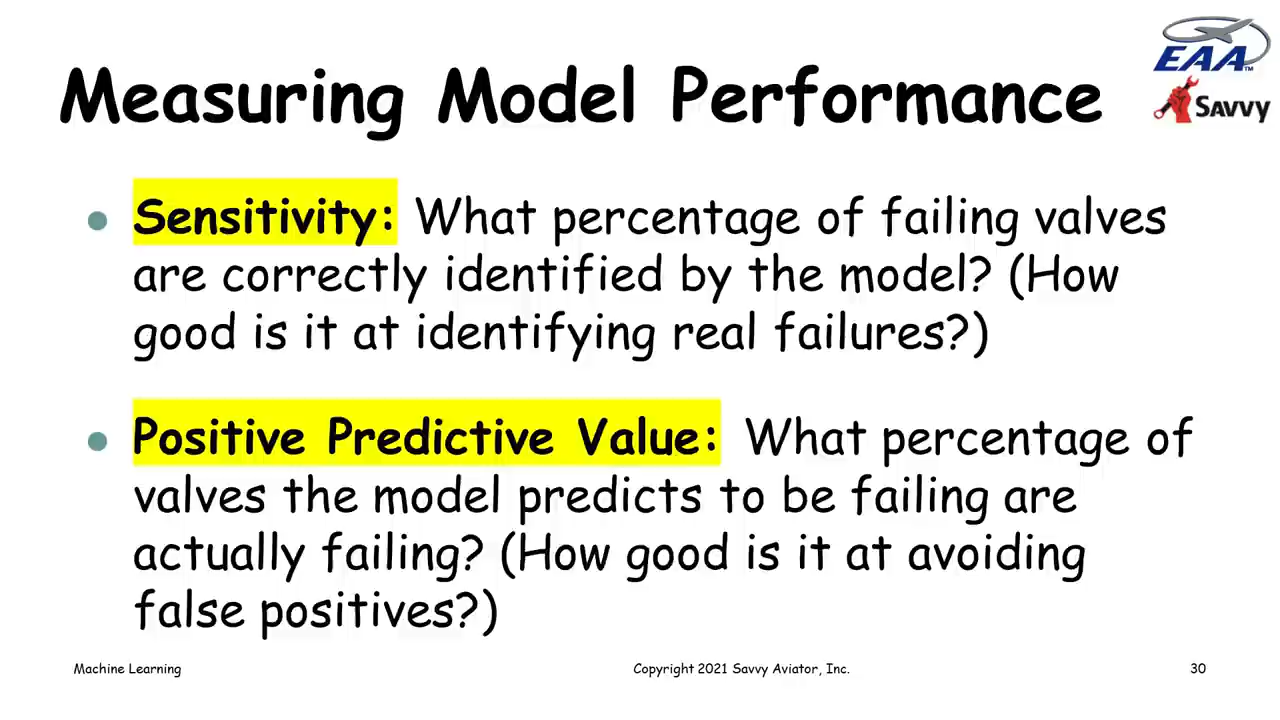 EAA™
Savvy
Measuring Model Performance
Sensitivity: What percentage of failing valves
are correctly identified by the model? (How
good is it at identifying real failures?)
Positive Predictive Value: What percentage of
valves the model predicts to be failing are
actually failing? (How good is it at avoiding
false positives?)
Machine Learning
Copyright 2021 Savvy Aviator, Inc.
30